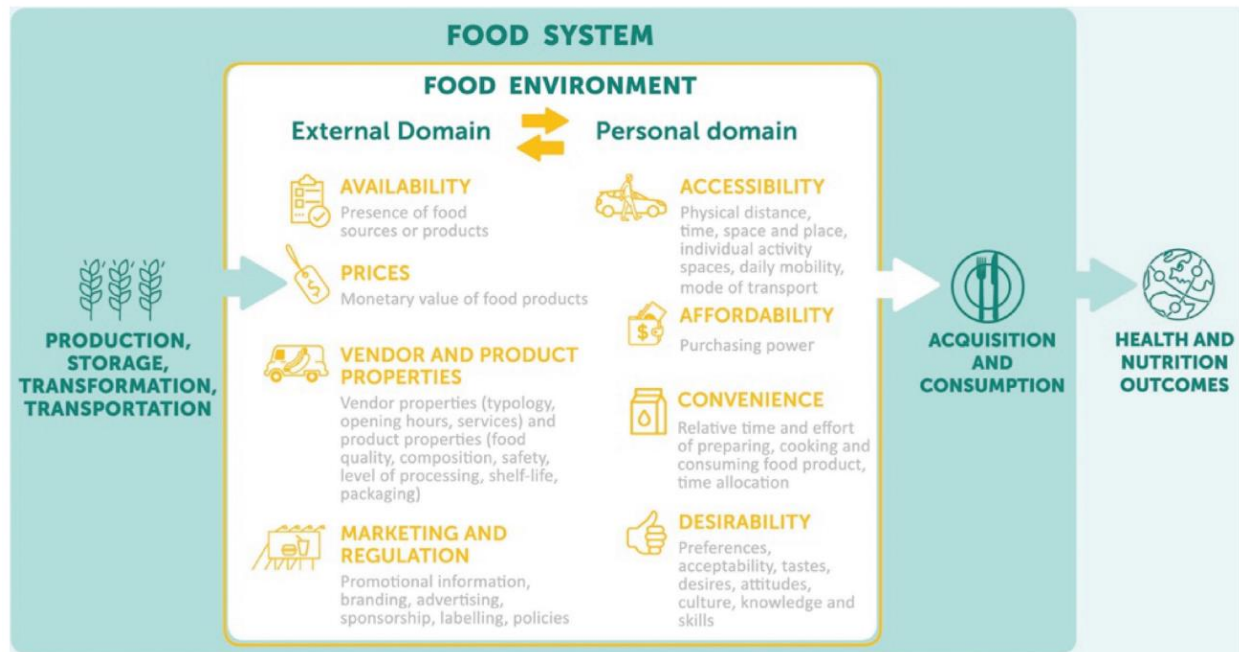 FOOD SYSTEM
FOOD ENVIRONMENT
External Domain
Personal domain
PRODUCTION,
STORAGE,
TRANSFORMATION,
TRANSPORTATION
AVAILABILITY
Presence of food
sources or products
PRICES
Monetary value of food products
VENDOR AND PRODUCT
PROPERTIES
Vendor properties (typology,
opening hours, services) and
product properties (food
quality, composition, safety,
level of processing, shelf-life,
packaging)
MARKETING AND
REGULATION
Promotional information,
branding, advertising,
sponsorship, labelling, policies
ACCESSIBILITY
Physical distance,
time, space and place,
individual activity
spaces, daily mobility,
mode of transport
AFFORDABILITY
Purchasing power
CONVENIENCE
Relative time and effort
of preparing, cooking and
consuming food product,
time allocation
DESIRABILITY
Preferences,
acceptability, tastes,
desires, attitudes,
culture, knowledge and
skills
ACQUISITION
AND
CONSUMPTION
HEALTH AND
NUTRITION
OUTCOMES